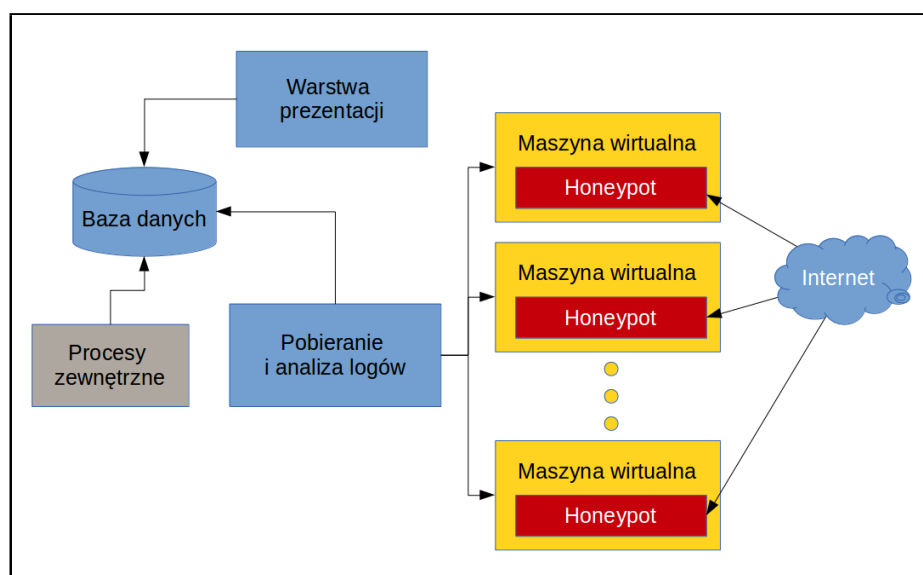 Warstwa
prezentacji
Baza danych
Procesy
zewnętrzne
Pobieranie
i analiza logów
Maszyna wirtualna
Honeypot
Maszyna wirtualna
Honeypot
Maszyna wirtualna
Honeypot
Internet